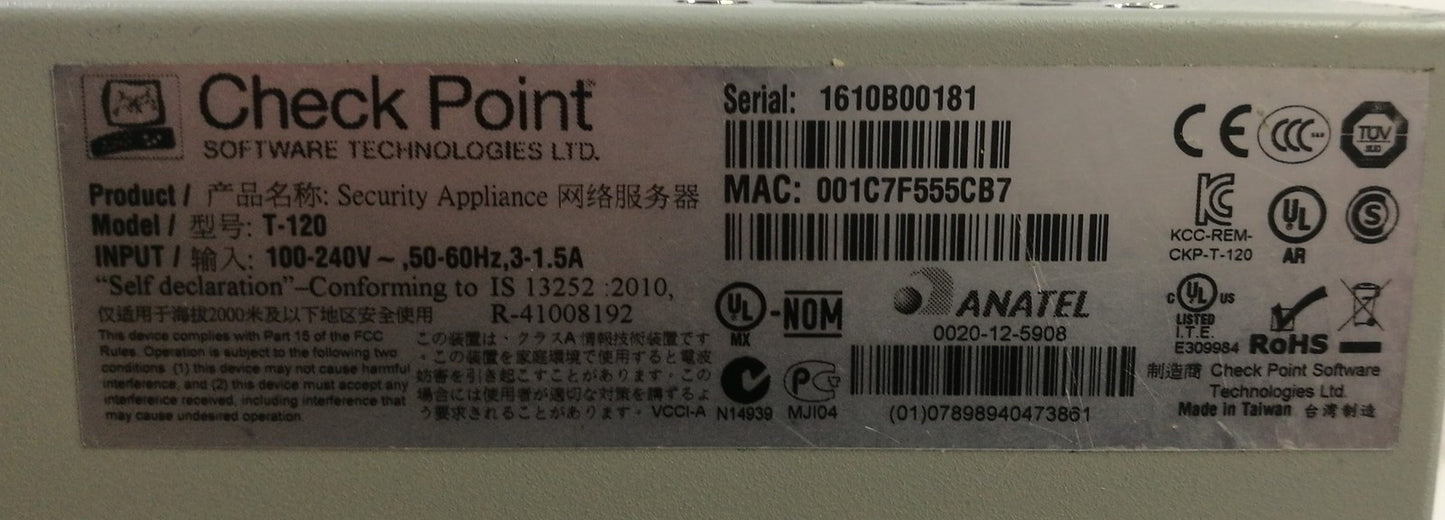 Check Point
SOFTWARE TECHNOLOGIES LTD.
Product / 产品名称: Security Appliance 网络服务器
Model / 型号: T-120
INPUT / 输入: 100-240V ~ ,50-60Hz,3-1.5A
“Self declaration”–Conforming to IS 13252 :2010,
仅适用于海拔2000米及以下地区安全使用 R-41008192
This device complies with Part 15 of the FCC
Rules. Operation is subject to the following two
conditions (1) this device may not cause harmful
interference, and (2) this device must accept any
interference received, including interference that
may cause undesired operation.
この装置は、クラスA情報技術装置です
。この装置を家庭環境で使用すると電波
妨害を引き起こすことがあります。この
場合には使用者が適切な対策を講ずるよ
う要求されることがあります。VCCI-A
Serial: 1610B00181
MAC: 001C7F555CB7
UL
MX
-NOM
ANATEL
0020-12-5908
N14939
MJI04
(01)07898940473861
CE
CCC
TÜV
SÜD
KCC-REM-
CKP-T-120
UL
AR
S
C UL US
LISTED
I.T.E.
E309984
RoHS
制造商 Check Point Software
Technologies Ltd.
Made in Taiwan 台湾制造